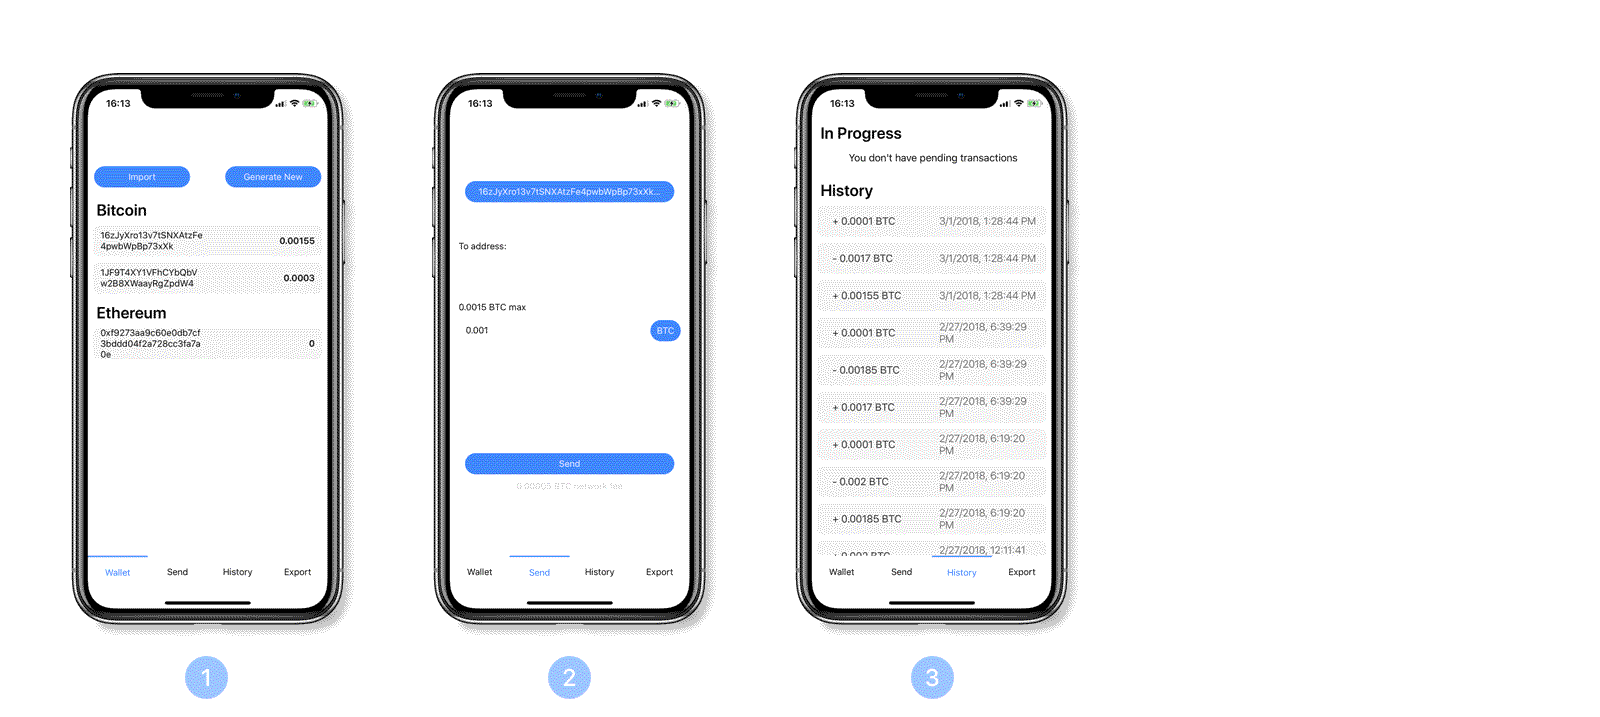 16:13
Import
Generate New
Bitcoin
16zJyXro13v7tSNXAtzFe
4pwbWpBp73xXk
0.00155
1JF9T4XY1VFhCYbQbV
w2B8XWaayRgZpdW4
0.0003
Ethereum
0xf9273aa9c60e0db7cf
3bddd04f2a728cc3fa7a
0e
0
Wallet
Send
History
Export
1
16:13
16zJyXro13v7tSNXAtzFe4pwbWpBp73xXk...
To address:
0.0015 BTC max
0.001
BTC
Send
0.00005 BTC network fee
Wallet
Send
History
Export
2
16:13
In Progress
You don't have pending transactions
History
+ 0.0001 BTC
3/1/2018, 1:28:44 PM
- 0.0017 BTC
3/1/2018, 1:28:44 PM
+ 0.00155 BTC
3/1/2018, 1:28:44 PM
+ 0.0001 BTC
2/27/2018, 6:39:29
PM
- 0.00185 BTC
2/27/2018, 6:39:29
PM
+ 0.0017 BTC
2/27/2018, 6:39:29
PM
+ 0.0001 BTC
2/27/2018, 6:19:20
PM
- 0.002 BTC
2/27/2018, 6:19:20
PM
+ 0.00185 BTC
2/27/2018, 6:19:20
PM
+ 0.002 BTC
2/27/2018, 12:11:41
Wallet
Send
History
Export
3